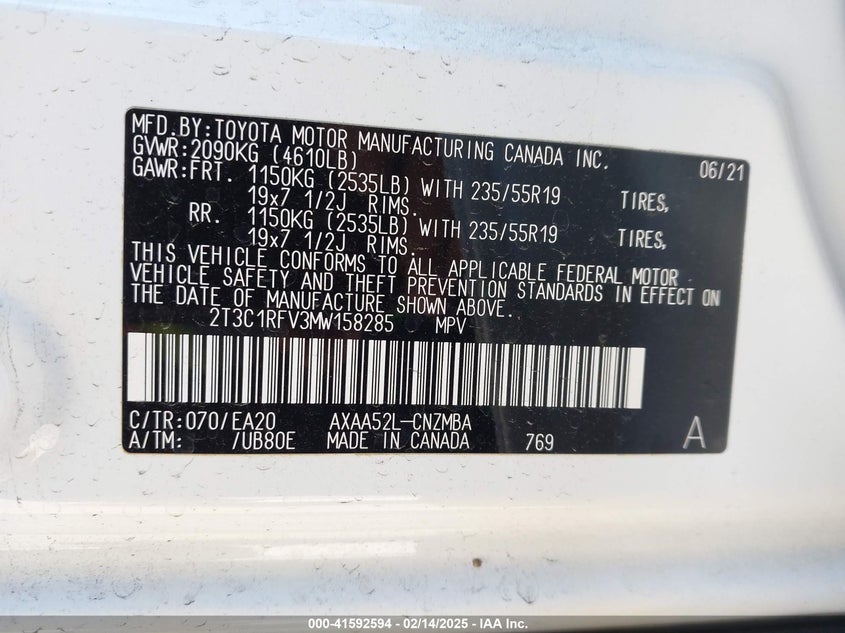 MFD.BY:TOYOTA MOTOR MANUFACTURING CANADA INC. 06/21
GVWR:2090KG (4610LB)
GAWR:FRT. 1150KG (2535LB) WITH 235/55R19 TIRES,
19x7 1/2J RIMS.
RR. 1150KG (2535LB) WITH 235/55R19 TIRES,
19x7 1/2J RIMS.
THIS VEHICLE CONFORMS TO ALL APPLICABLE FEDERAL MOTOR
VEHICLE SAFETY AND THEFT PREVENTION STANDARDS IN EFFECT ON
THE DATE OF MANUFACTURE SHOWN ABOVE.
2T3C1RFV3MW158285 MPV
C/TR:070/EA20 AXAA52L-CNZMBA
A/TM: /UB80E MADE IN CANADA 769 A
000-41592594 — 02/14/2025 — IAA Inc.